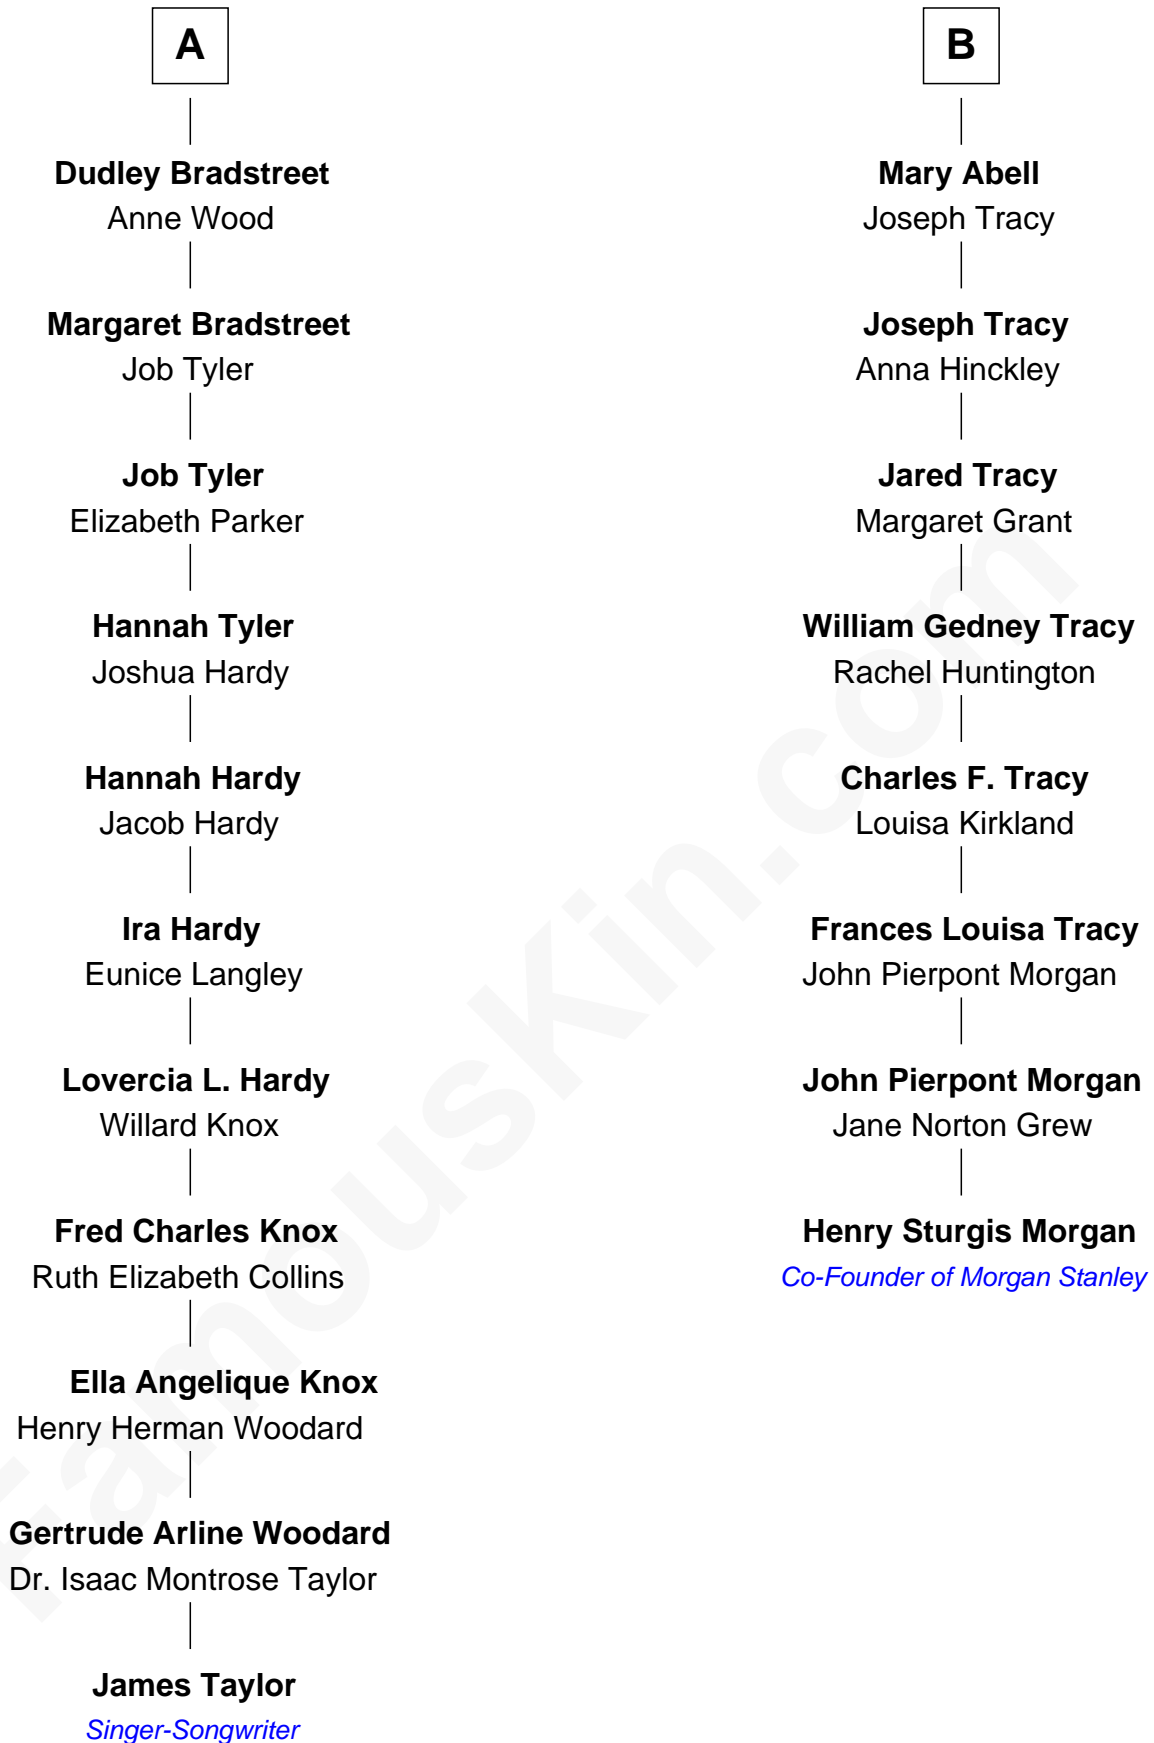 A
Dudley Bradstreet
Anne Wood
Margaret Bradstreet
Job Tyler
Job Tyler
Elizabeth Parker
Hannah Tyler
Joshua Hardy
Hannah Hardy
Jacob Hardy
Ira Hardy
Eunice Langley
Lovercia L. Hardy
Willard Knox
Fred Charles Knox
Ruth Elizabeth Collins
Ella Angelique Knox
Henry Herman Woodard
Gertrude Arline Woodard
Dr. Isaac Montrose Taylor
James Taylor
Singer-Songwriter
B
Mary Abell
Joseph Tracy
Joseph Tracy
Anna Hinckley
Jared Tracy
Margaret Grant
William Gedney Tracy
Rachel Huntington
Charles F. Tracy
Louisa Kirkland
Frances Louisa Tracy
John Pierpont Morgan
John Pierpont Morgan
Jane Norton Grew
Henry Sturgis Morgan
Co-Founder of Morgan Stanley
FamousKin.com